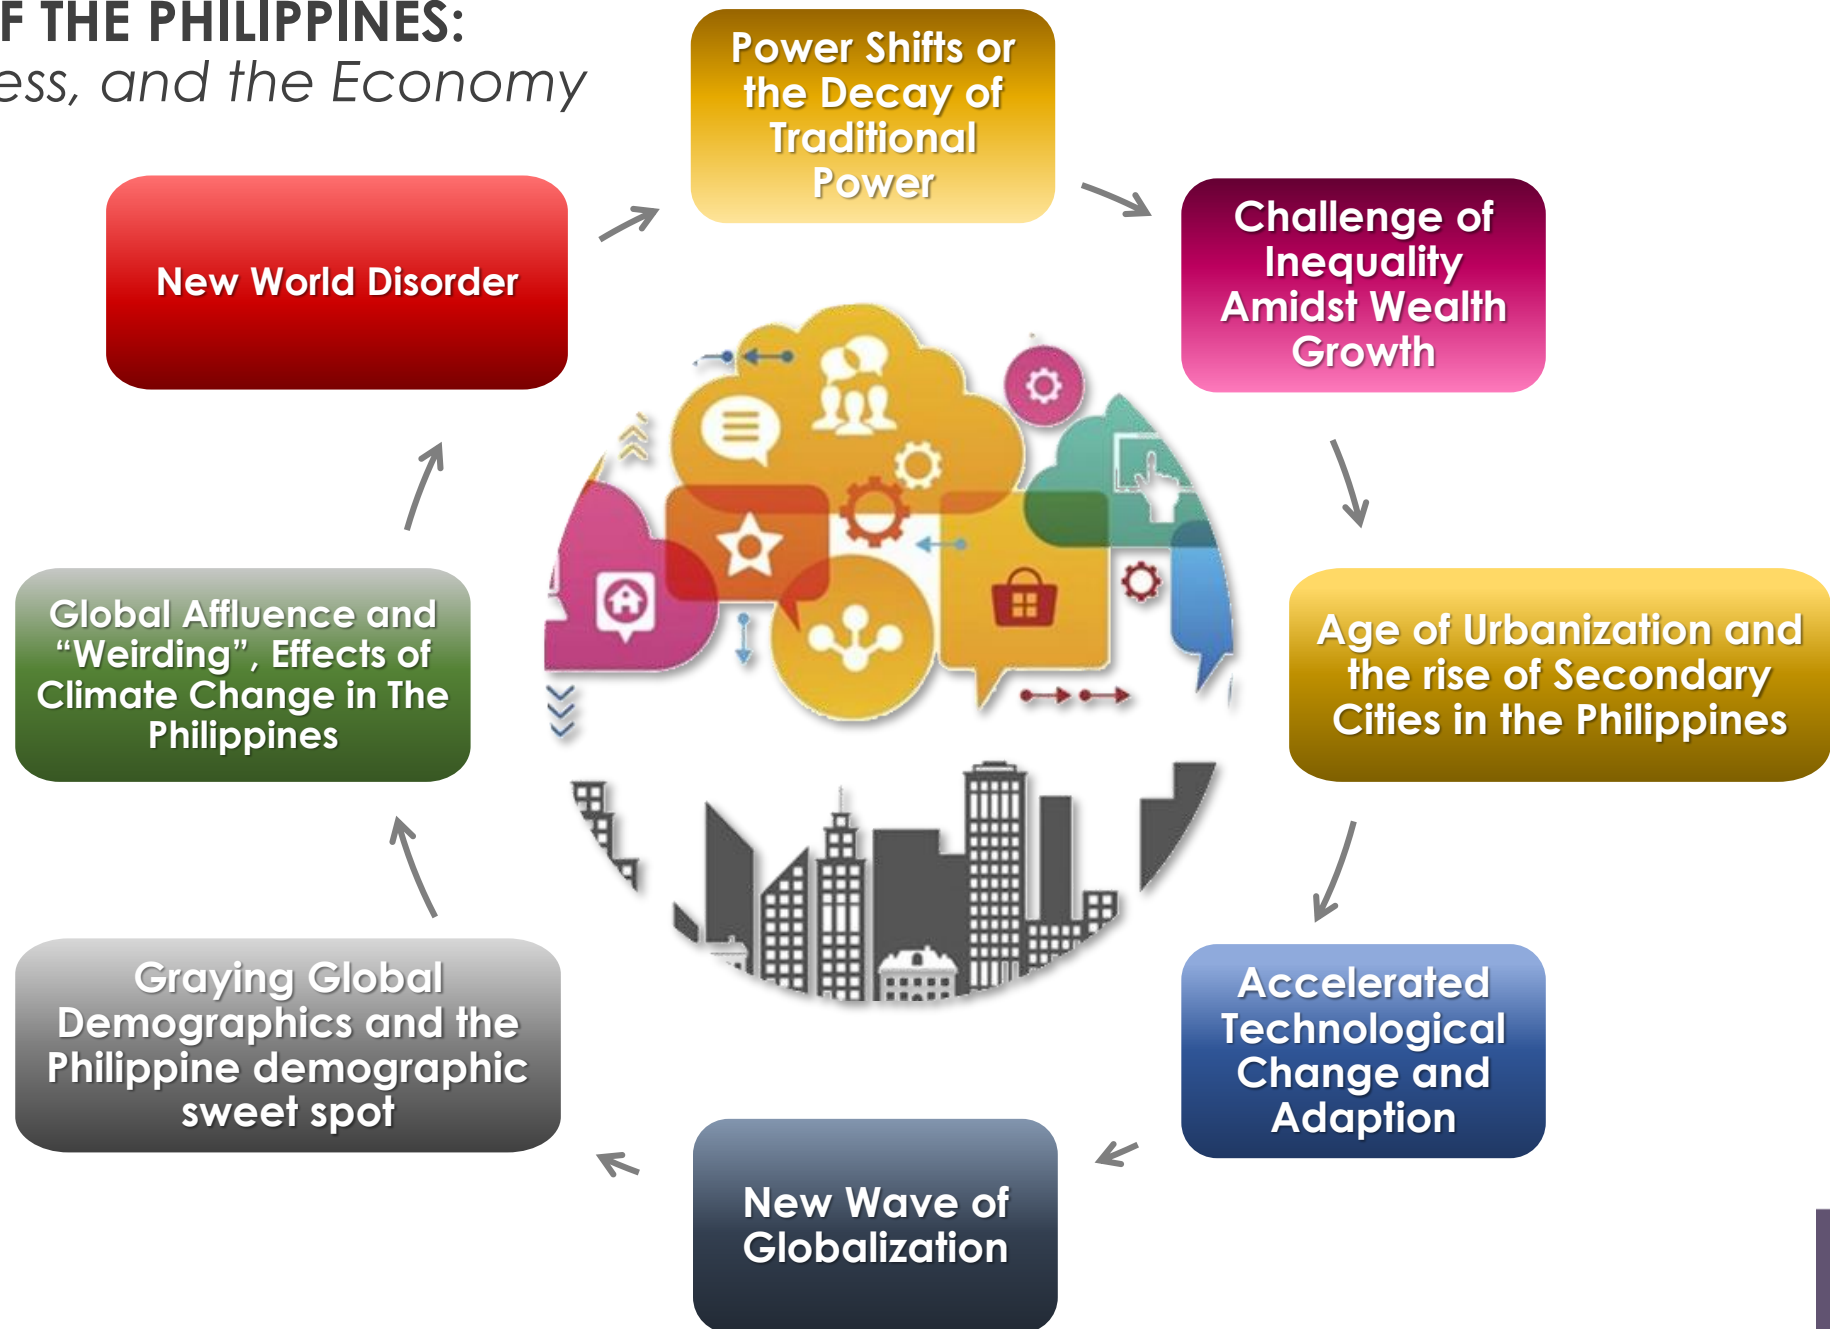 F THE PHILIPPINES:
ess, and the Economy
Power Shifts or
the Decay of
Traditional
Power
Challenge of
Inequality
Amidst Wealth
Growth
Age of Urbanization and
the rise of Secondary
Cities in the Philippines
Accelerated
Technological
Change and
Adaption
New Wave of
Globalization
Graying Global
Demographics and the
Philippine demographic
sweet spot
Global Affluence and
“Weirding”, Effects of
Climate Change in The
Philippines
New World Disorder